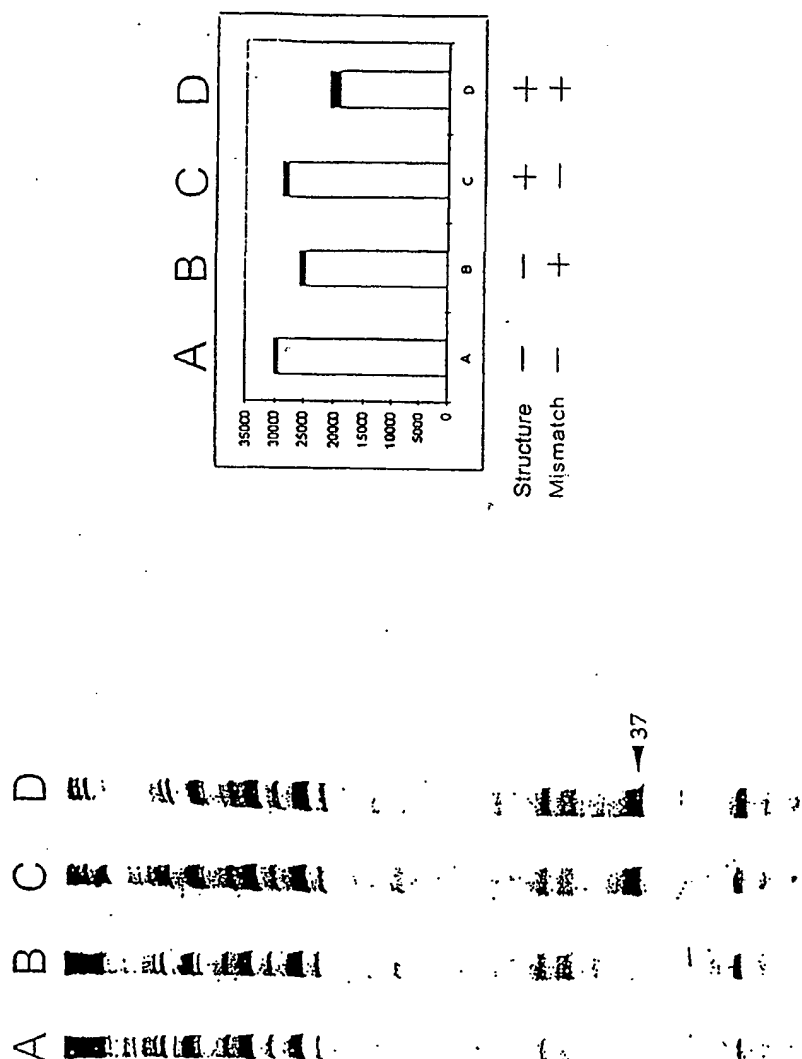 A B C D
35000
30000
25000
20000
15000
10000
5000
0
A B C D
Structure — — + +
Mismatch — + — +
A B C D
37